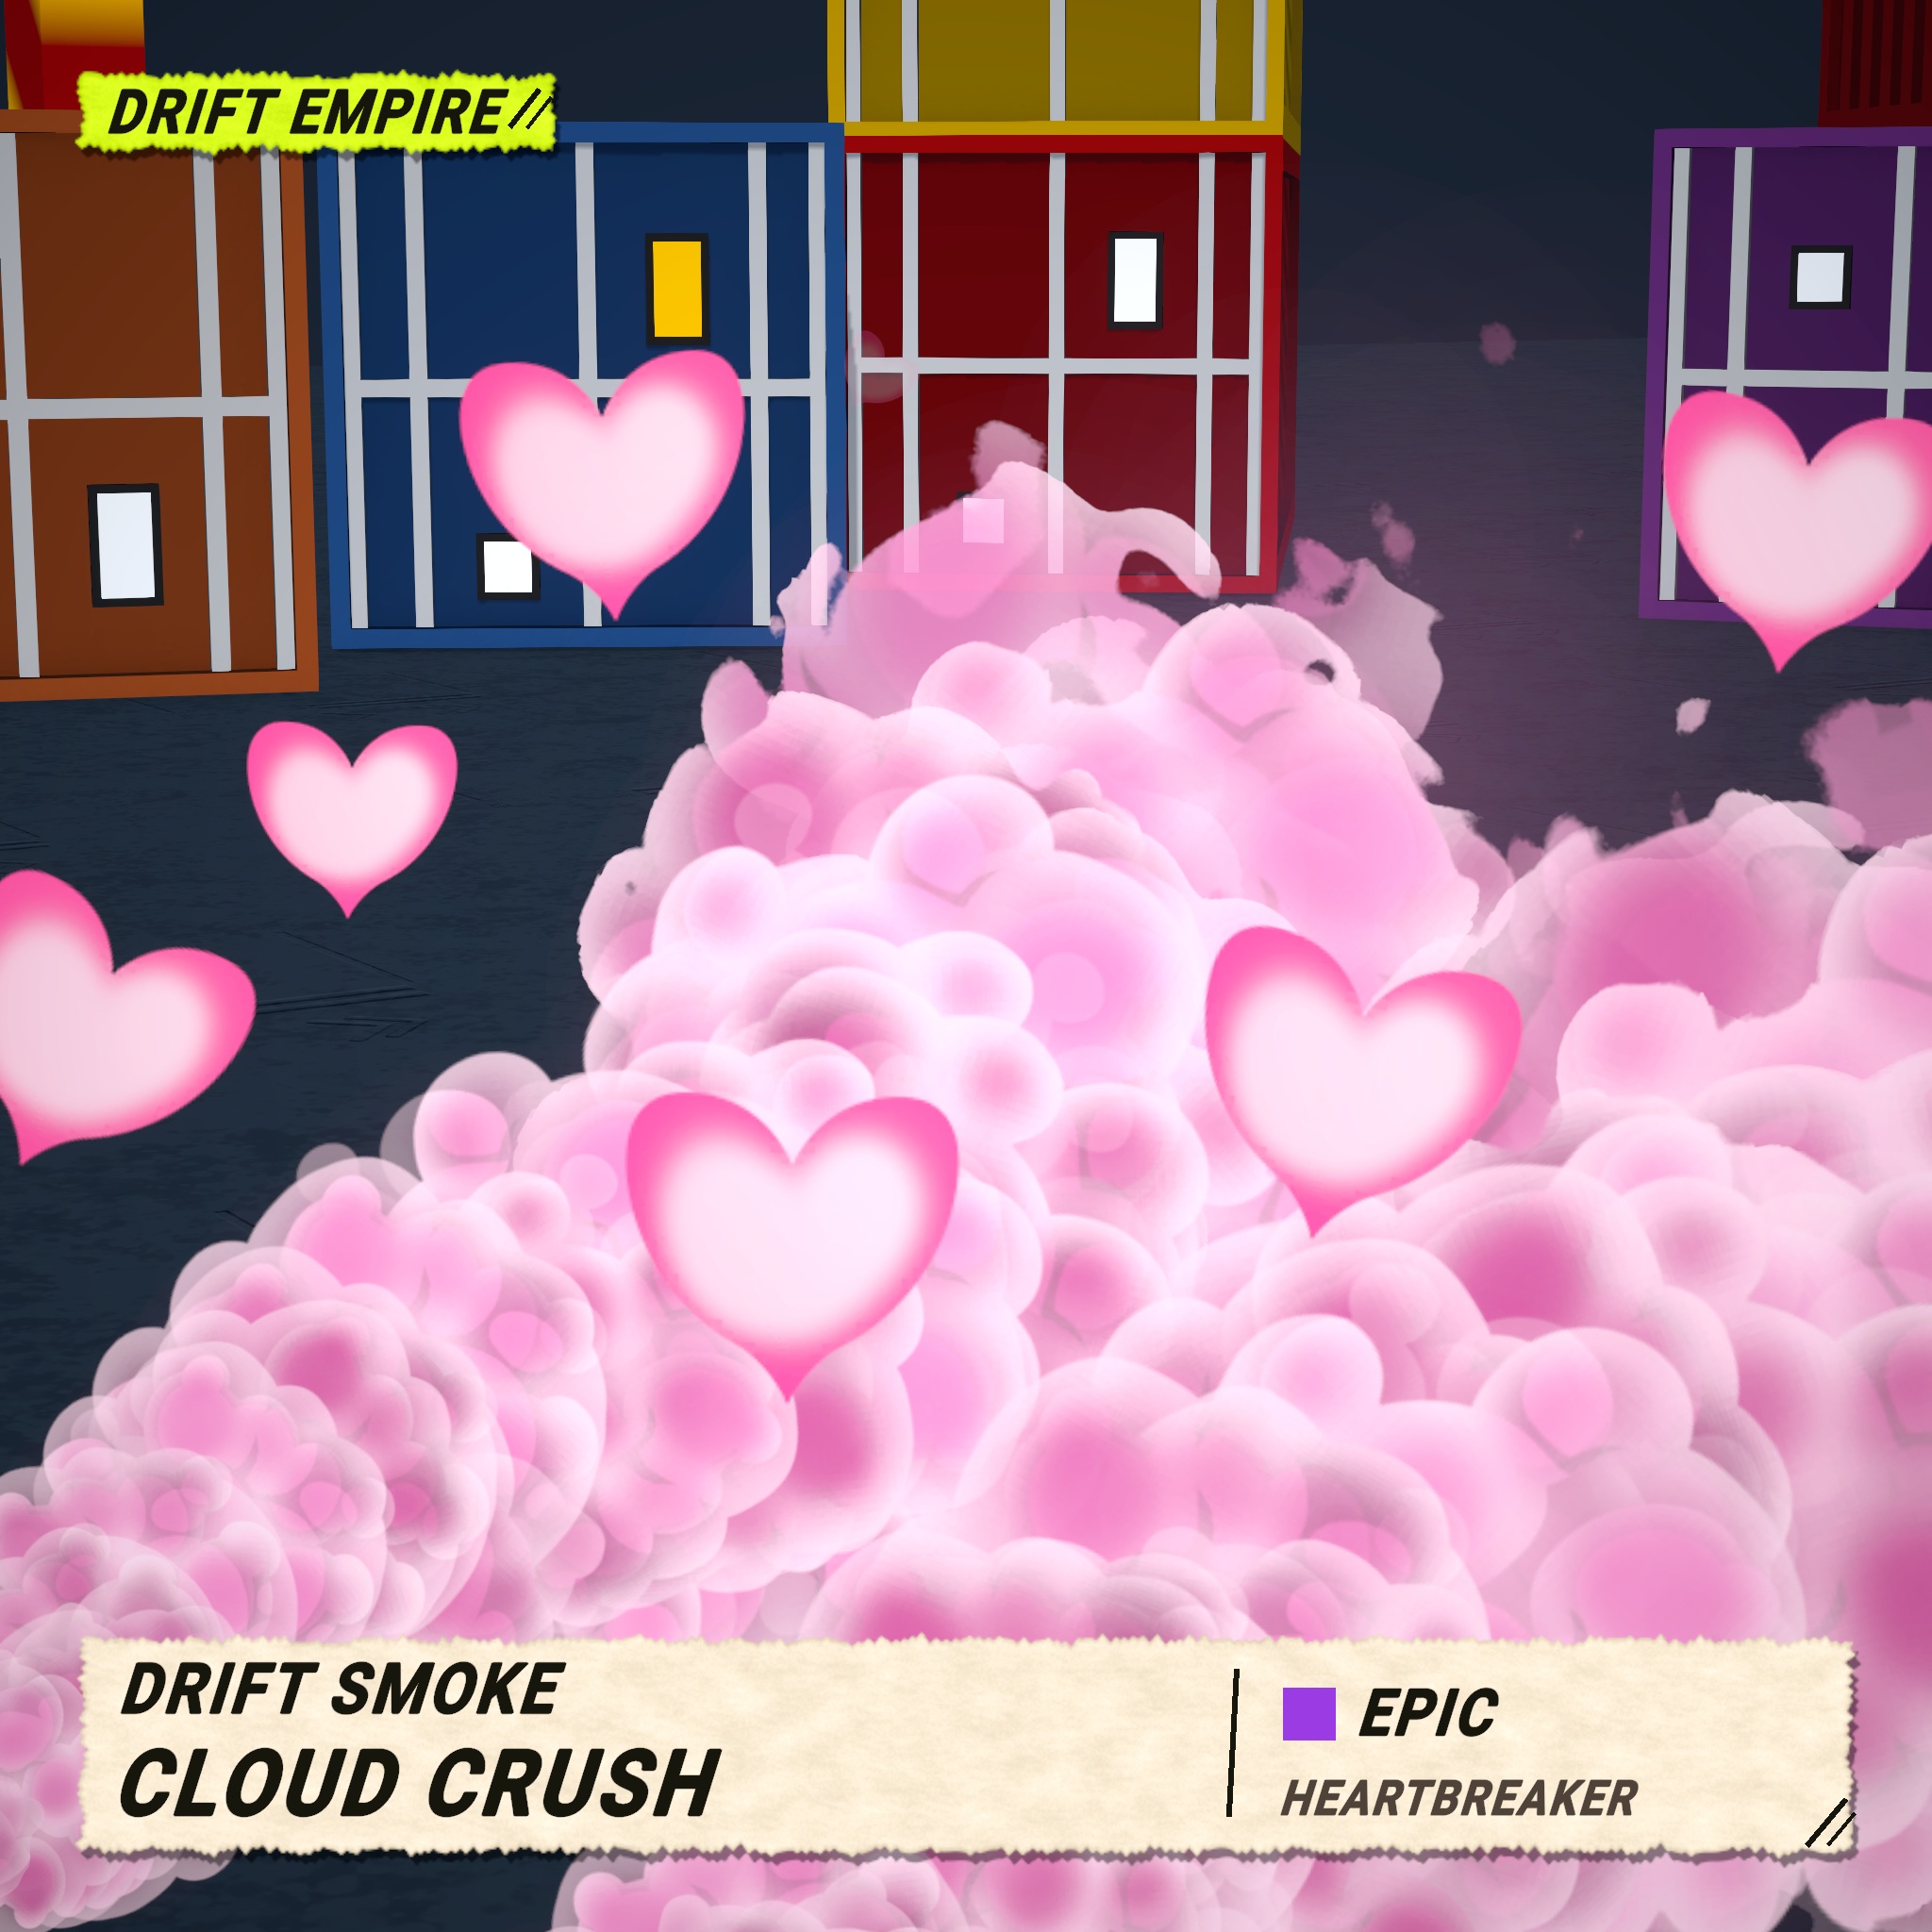 DRIFT EMPIRE//
DRIFT SMOKE
CLOUD CRUSH
EPIC
HEARTBREAKER